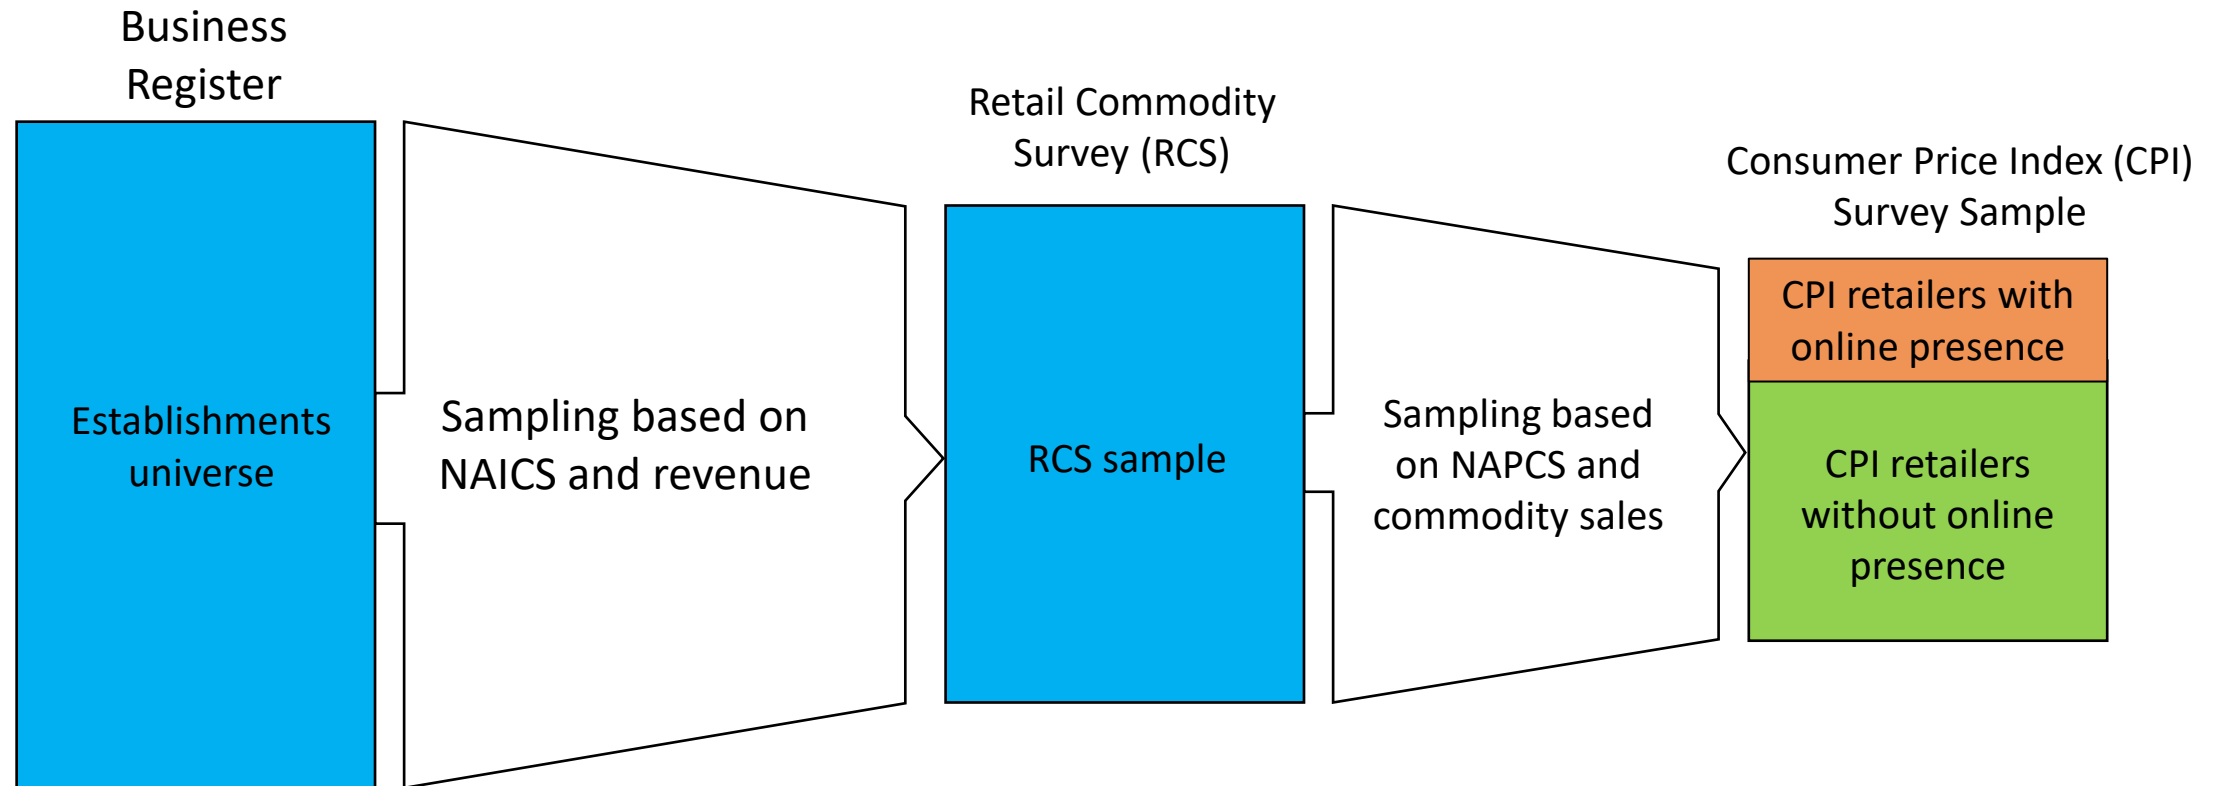 Business
Register
Establishments
universe
Sampling based on
NAICS and revenue
Retail Commodity
Survey (RCS)
RCS sample
Sampling based
on NAPCS and
commodity sales
Consumer Price Index (CPI)
Survey Sample
CPI retailers with
online presence
CPI retailers
without online
presence